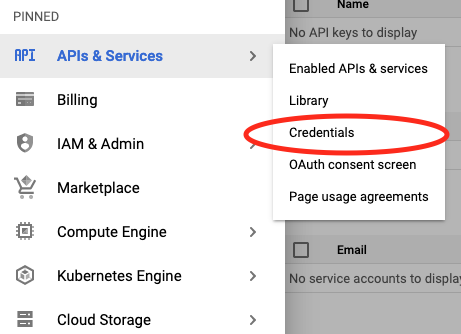 PINNED
API APIs & Services
Billing
IAM & Admin
Marketplace
Compute Engine
Kubernetes Engine
Cloud Storage
Enabled APIs & services
Library
Credentials
OAuth consent screen
Page usage agreements
Name
No API keys to display
Email
No service accounts to display